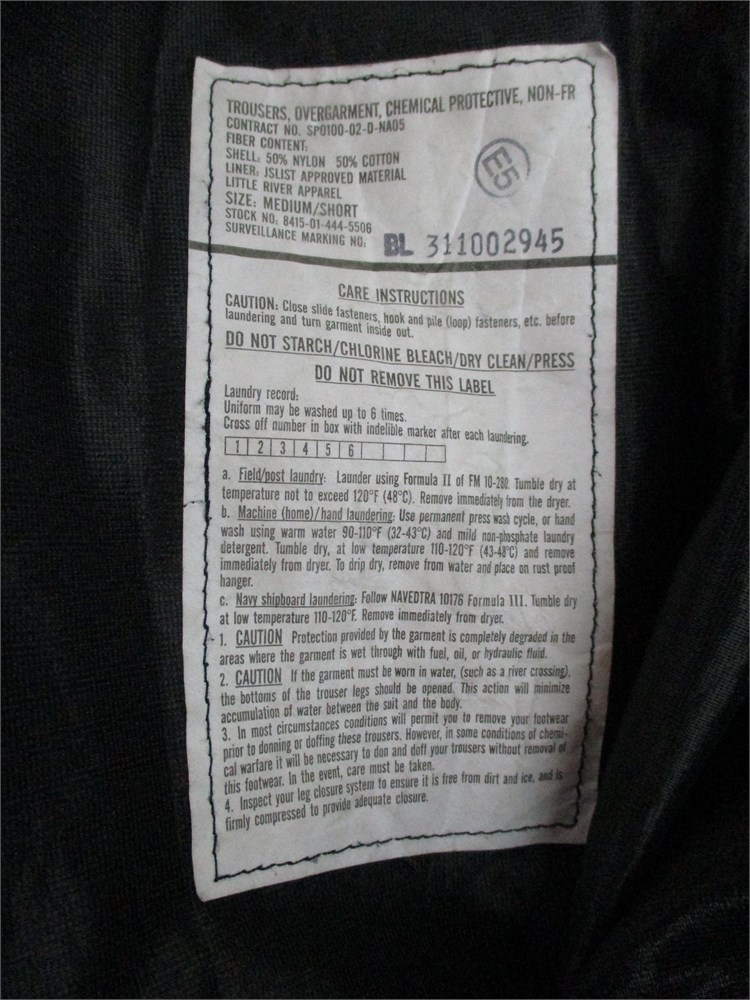 TROUSERS, OVERGARMENT, CHEMICAL PROTECTIVE, NON-FR
CONTRACT NO. SPO100-02-D-NA05
FIBER CONTENT:
SHELL: 50% NYLON 50% COTTON
LINER: JSLIST APPROVED MATERIAL
LITTLE RIVER APPAREL
SIZE: MEDIUM/SHORT
STOCK NO: 8415-01-444-5506
SURVEILLANCE MARKING NO: BL 311002945
E5
CARE INSTRUCTIONS
CAUTION: Close slide fasteners, hook and pile (loop) fasteners, etc. before
laundering and turn garment inside out.
DO NOT STARCH/CHLORINE BLEACH/DRY CLEAN/PRESS
DO NOT REMOVE THIS LABEL
Laundry record:
Uniform may be washed up to 6 times.
Cross off number in box with indelible marker after each laundering.
1 2 3 4 5 6
a. Field/post laundry: Launder using Formula II of FM 10-280. Tumble dry at
temperature not to exceed 120°F (48°C). Remove immediately from the dryer.
b. Machine (home)/hand laundering: Use permanent press wash cycle, or hand
wash using warm water 90-110°F (32-43°C) and mild non-phosphate laundry
detergent. Tumble dry, at low temperature 110-120°F (43-48°C) and remove
immediately from dryer. To drip dry, remove from water and place on rust proof
hanger.
c. Navy shipboard laundering: Follow NAVEDTRA 10176 Formula III. Tumble dry
at low temperature 110-120°F. Remove immediately from dryer.
1. CAUTION Protection provided by the garment is completely degraded in the
areas where the garment is wet through with fuel, oil, or hydraulic fluid.
2. CAUTION If the garment must be worn in water, (such as a river crossing),
the bottoms of the trouser legs should be opened. This action will minimize
accumulation of water between the suit and the body.
3. In most circumstances conditions will permit you to remove your footwear
prior to donning or doffing these trousers. However, in some conditions of chemi-
cal warfare it will be necessary to don and doff your trousers without removal of
this footwear. In the event, care must be taken.
4. Inspect your leg closure system to ensure it is free from dirt and ice, and is
firmly compressed to provide adequate closure.